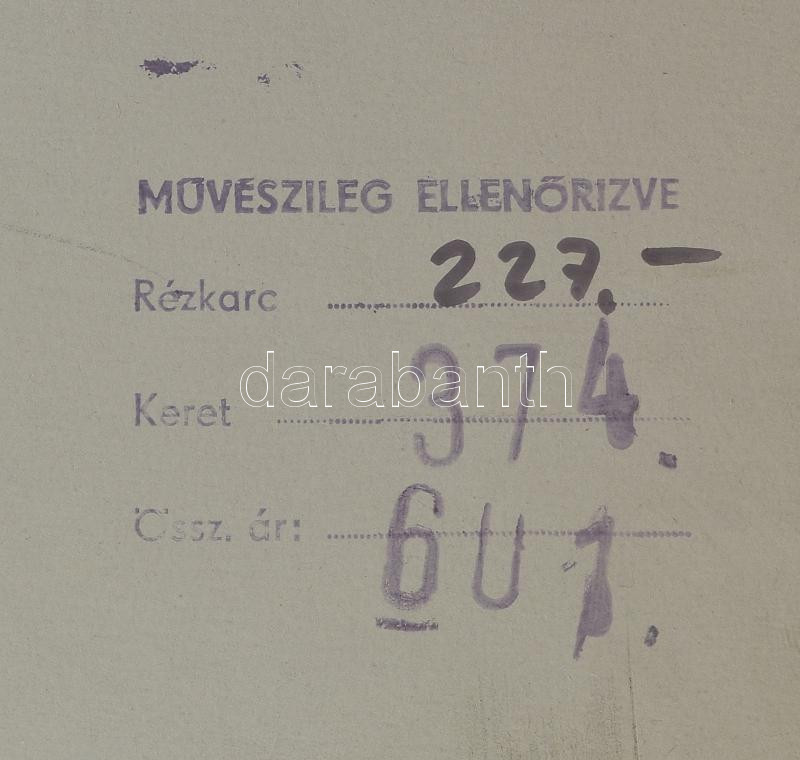 MŰVÉSZILEG ELLENŐRIZVE
Rézkarc 227.—
Keret 374.
Össz. ár: 601.
darabanth